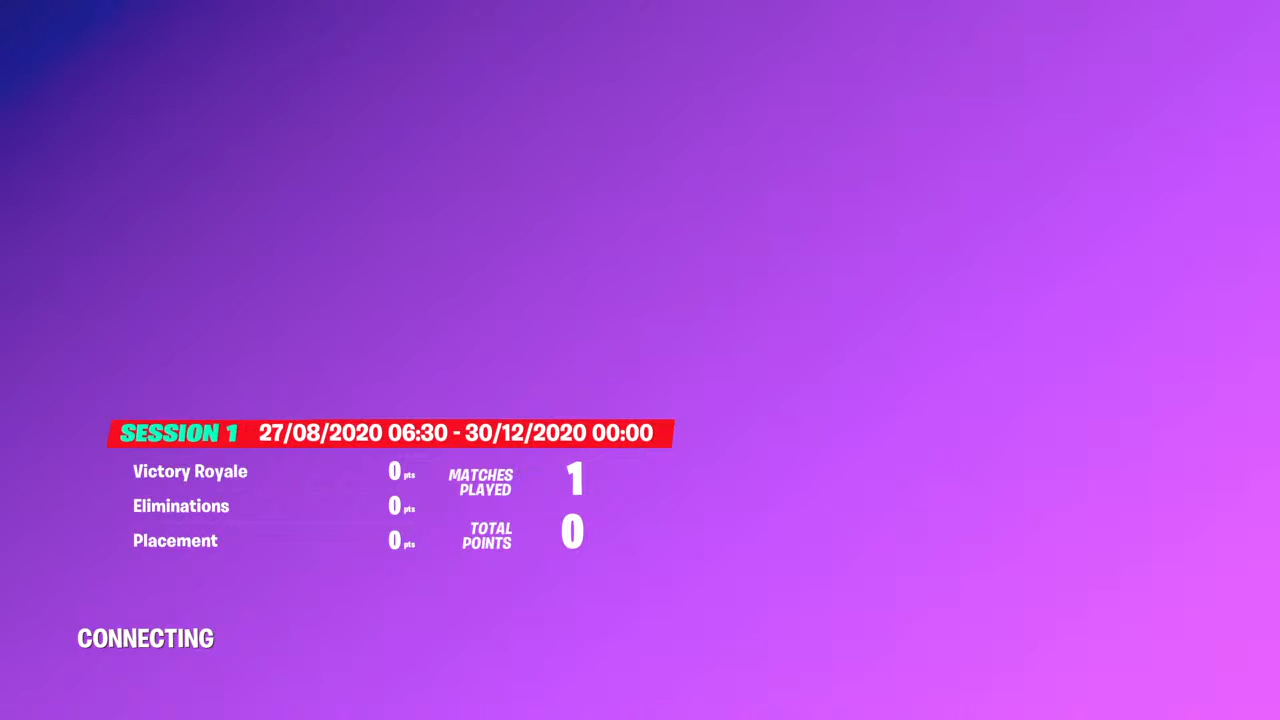 SESSION 1 27/08/2020 06:30 - 30/12/2020 00:00
Victory Royale 0 pts
Eliminations 0 pts
Placement 0 pts
MATCHES
PLAYED 1
TOTAL
POINTS 0
CONNECTING